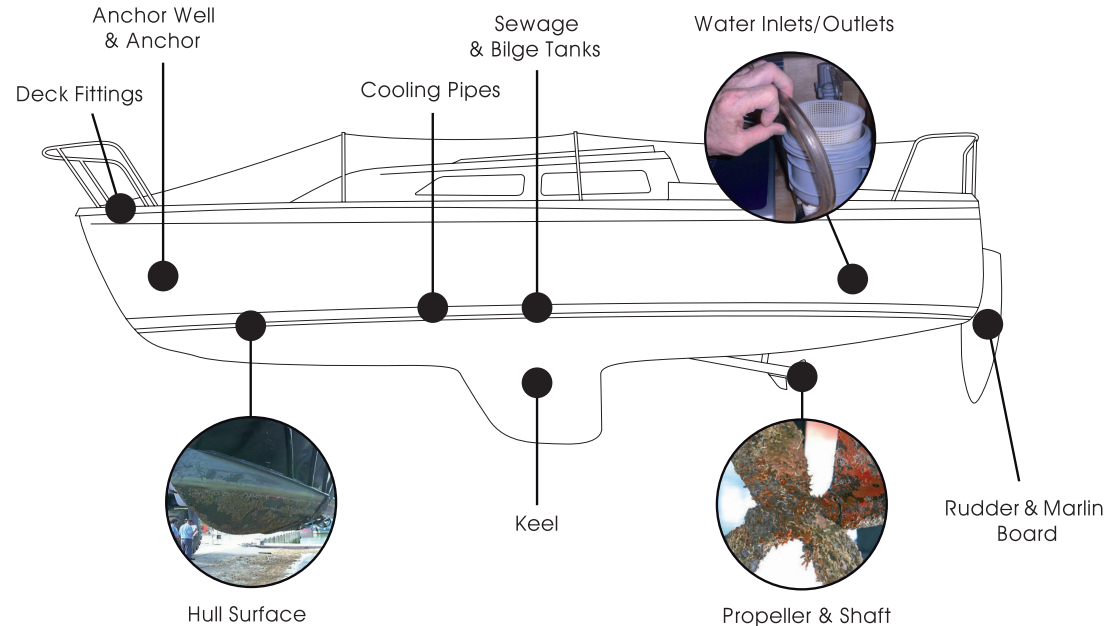 Anchor Well
& Anchor
Sewage
& Bilge Tanks
Water Inlets/Outlets
Deck Fittings
Cooling Pipes
Keel
Rudder & Marlin
Board
Hull Surface
Propeller & Shaft